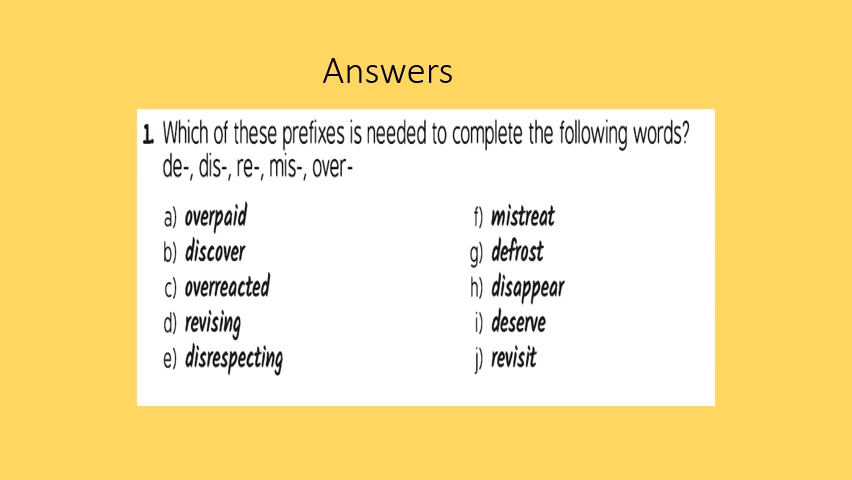 Answers
1. Which of these prefixes is needed to complete the following words?
de-, dis-, re-, mis-, over-
a) overpaid
b) discover
c) overreacted
d) revising
e) disrespecting
f) mistreat
g) defrost
h) disappear
i) deserve
j) revisit